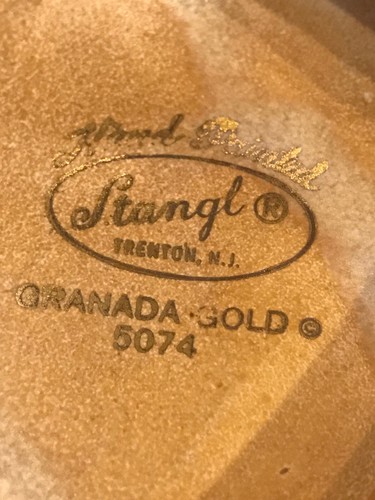 Hand Painted
Stangl ®
TRENTON, N.J.
GRANADA · GOLD ©
5074